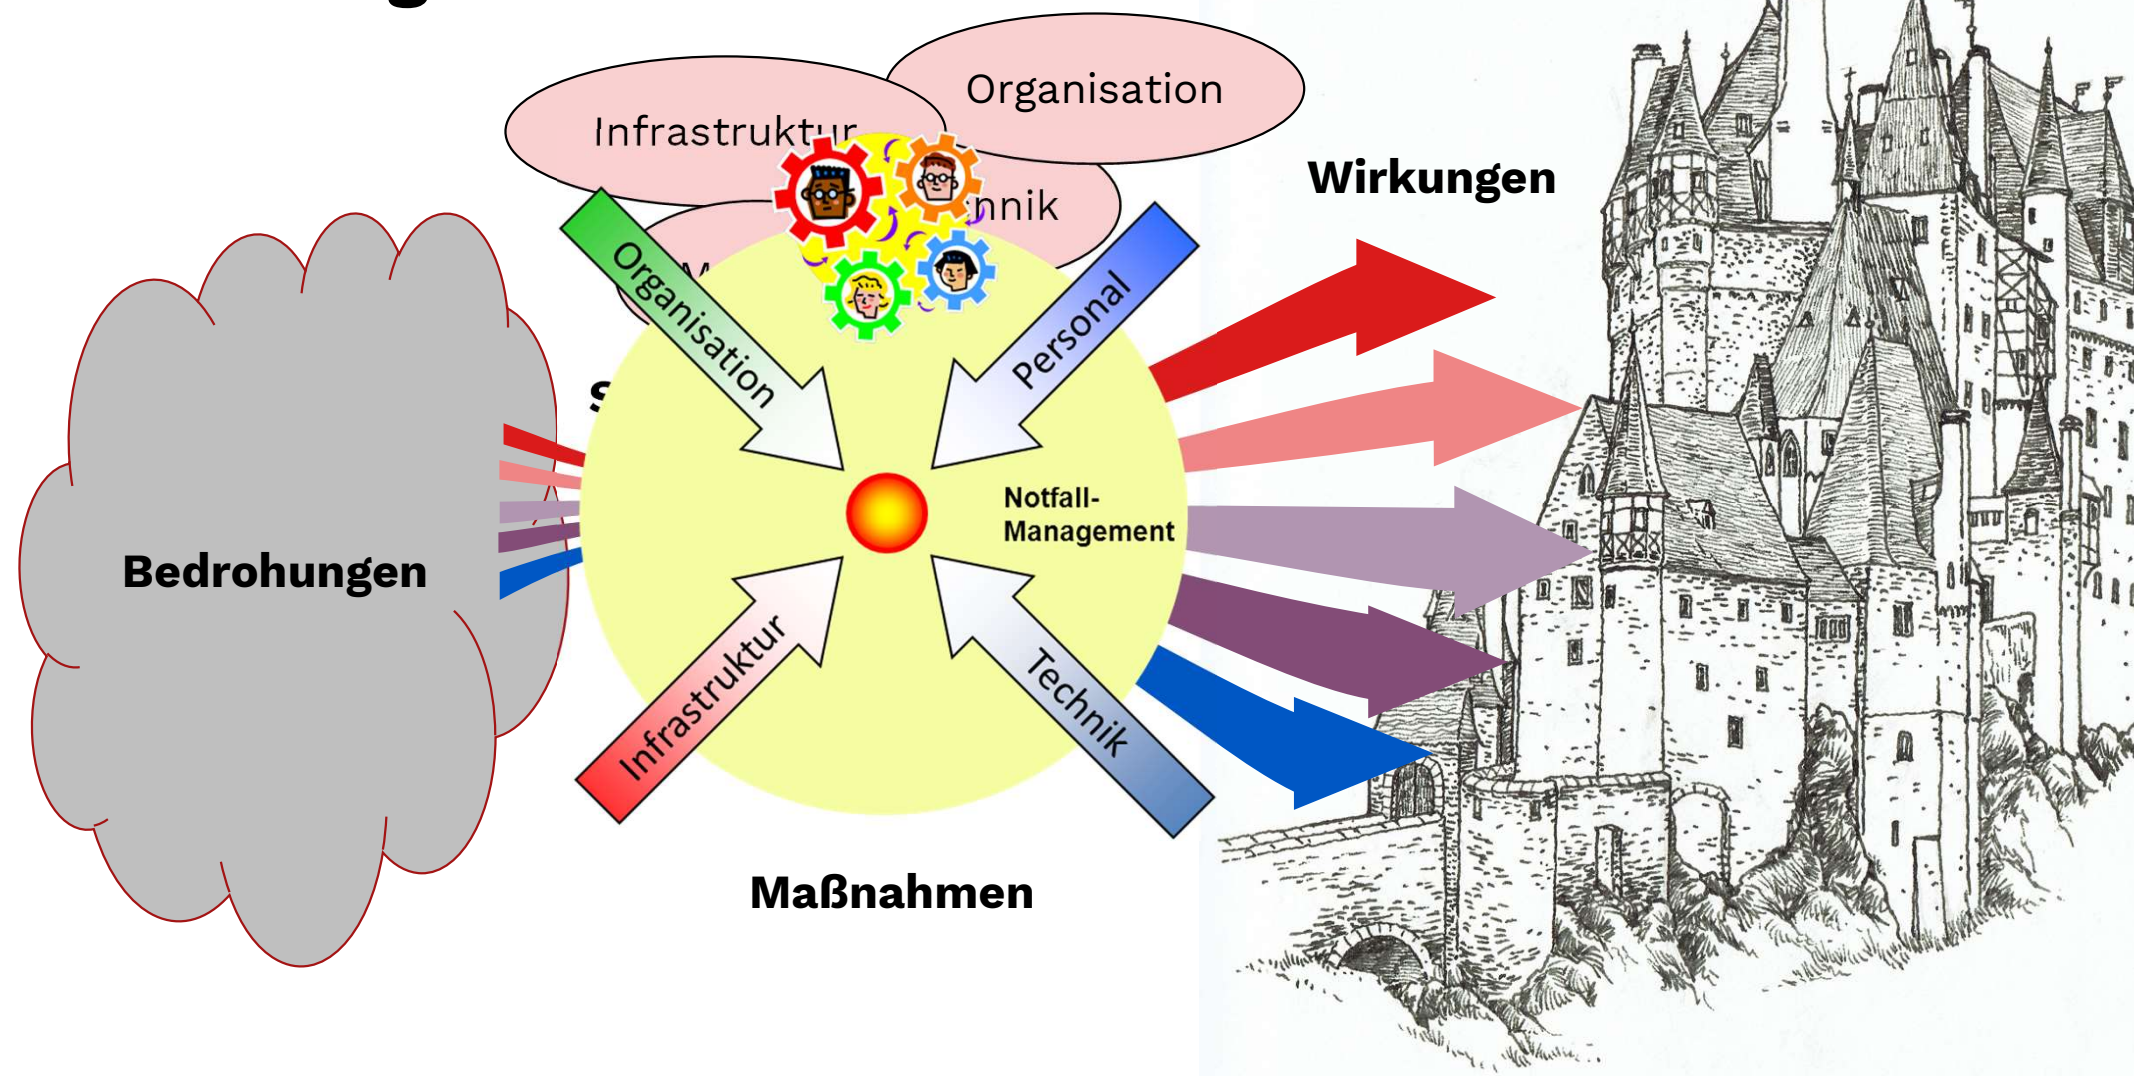 Organisation
Infrastruktur
Wirkungen
Organisation
Personal
Notfall-
Management
Bedrohungen
Infrastruktur
Technik
Maßnahmen